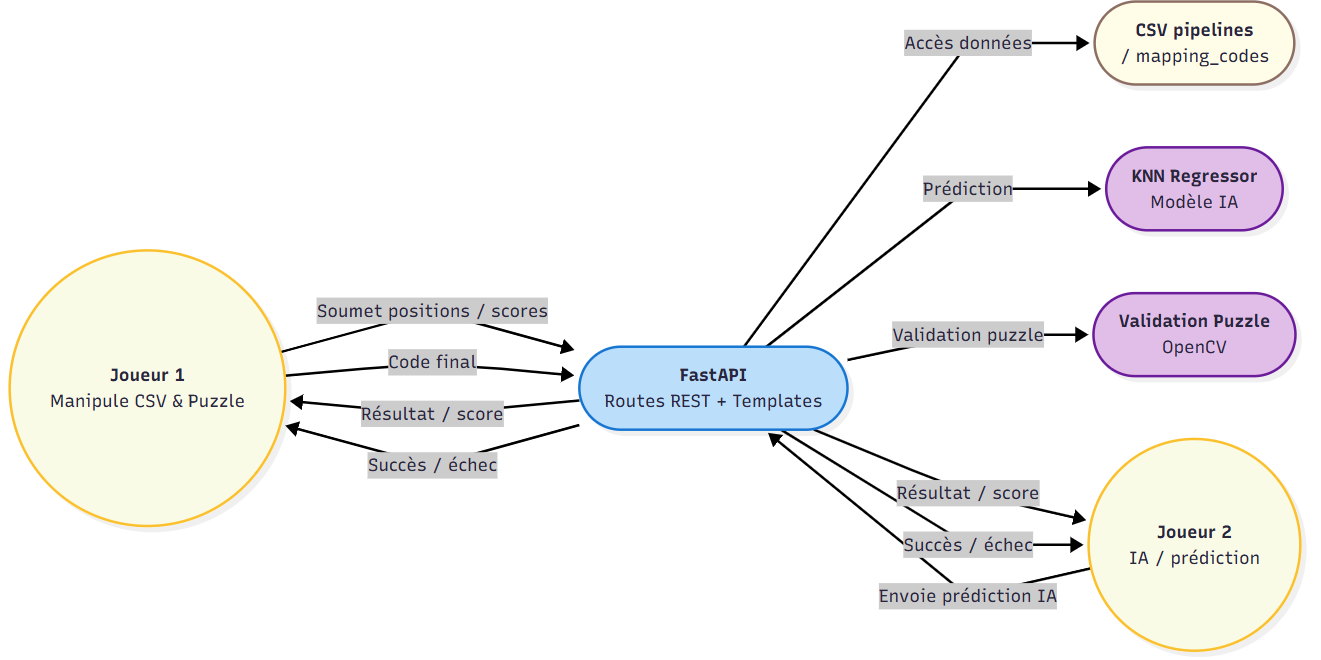 CSV pipelines
/ mapping_codes
Accès données
KNN Regressor
Modèle IA
Prédiction
Validation Puzzle
OpenCV
Validation puzzle
Soumet positions / scores
Code final
Résultat / score
Succès / échec
Joueur 1
Manipule CSV & Puzzle
FastAPI
Routes REST + Templates
Résultat / score
Succès / échec
Envoie prédiction IA
Joueur 2
IA / prédiction